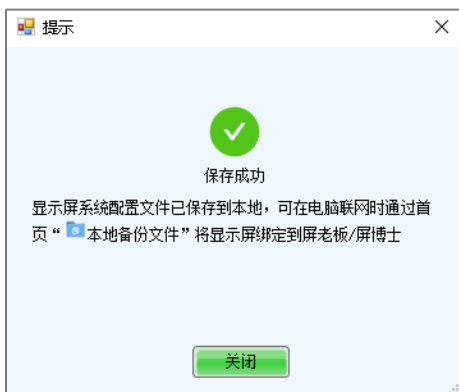 提示
保存成功
显示屏系统配置文件已保存到本地，可在电脑联网时通过首
页“本地备份文件”将显示屏绑定到屏老板/屏博士
关闭